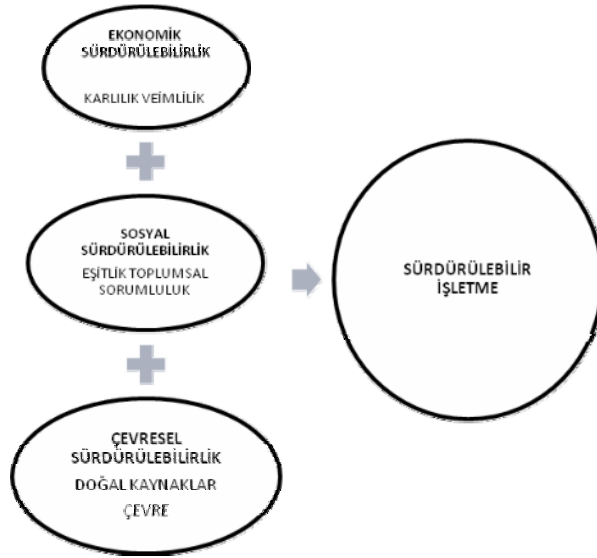 EKONOMİK
SÜRDÜRÜLEBİLİRLİK
KARLILIK VEİMLİLİK
SOSYAL
SÜRDÜRÜLEBİLİRLİK
EŞİTLİK TOPLUMSAL
SORUMLULUK
ÇEVRESEL
SÜRDÜRÜLEBİLİRLİK
DOĞAL KAYNAKLAR
ÇEVRE
SÜRDÜRÜLEBİLİR
İŞLETME